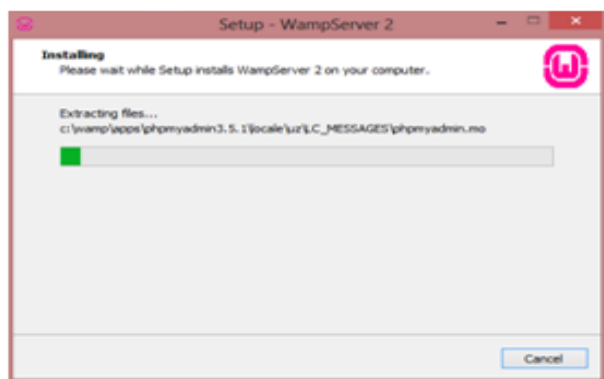 Setup - WampServer 2
Installing
Please wait while Setup installs WampServer 2 on your computer.
Extracting files...
c:\wamp\apps\phpmyadmin3.5.1\locale\uz\LC_MESSAGES\phpmyadmin.mo
Cancel